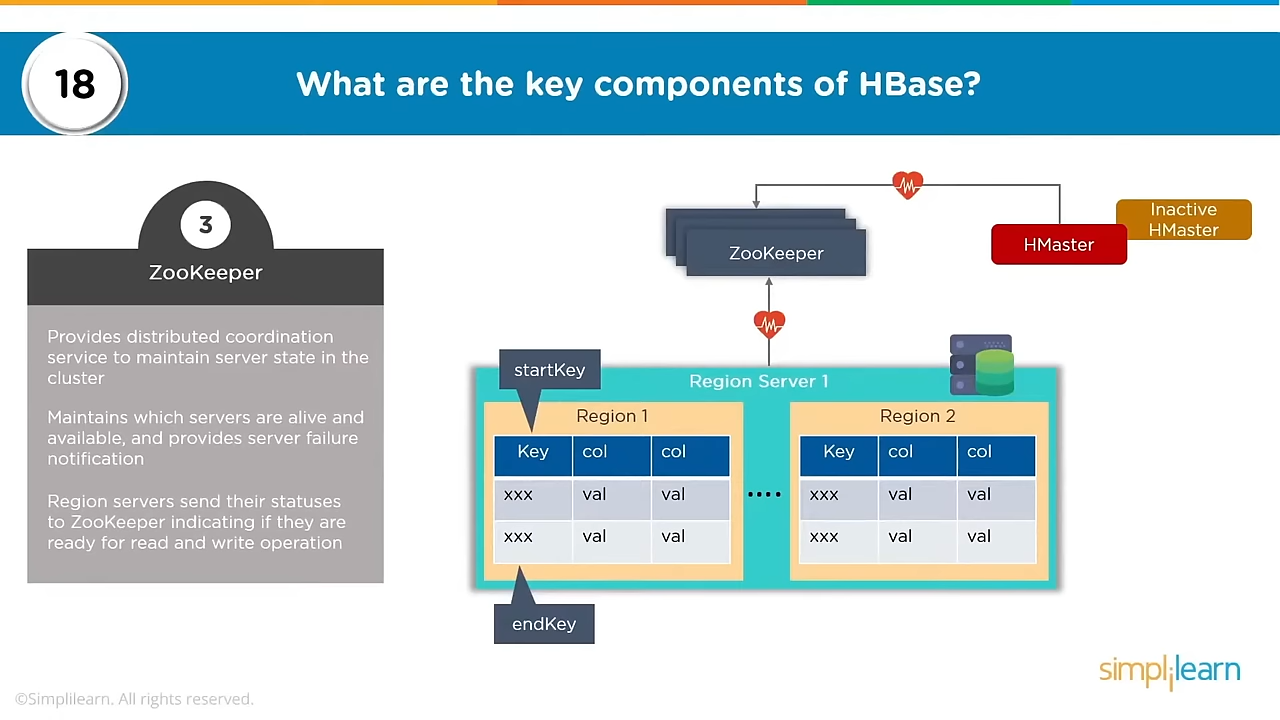 18
What are the key components of HBase?
3
ZooKeeper
Provides distributed coordination
service to maintain server state in the
cluster
Maintains which servers are alive and
available, and provides server failure
notification
Region servers send their statuses
to ZooKeeper indicating if they are
ready for read and write operation
ZooKeeper
HMaster
Inactive
HMaster
startKey
Region Server 1
Region 1
Key col col
xxx val val
xxx val val
....
Region 2
Key col col
xxx val val
xxx val val
endKey
simplilearn
©Simplilearn. All rights reserved.